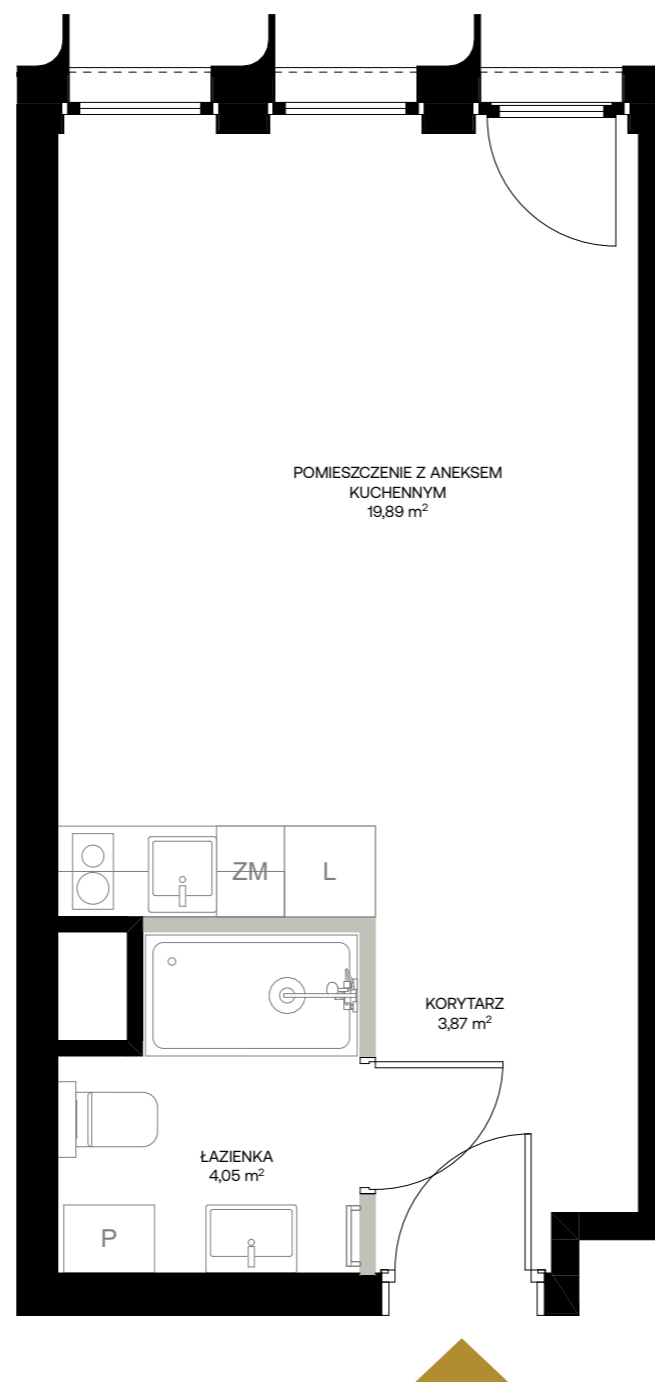 POMIESZCZENIE Z ANEKSEM
KUCHENNYM
19,89 m²
ZM
L
KORYTARZ
3,87 m²
ŁAZIENKA
4,05 m²
P